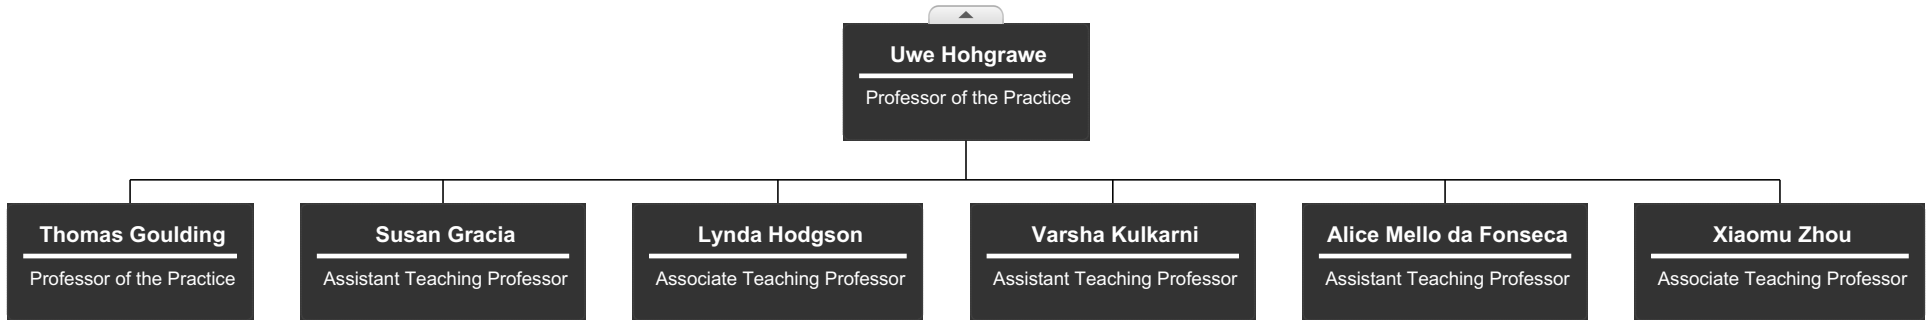 Uwe Hohgrawe
Professor of the Practice
Thomas Goulding
Professor of the Practice
Susan Gracia
Assistant Teaching Professor
Lynda Hodgson
Associate Teaching Professor
Varsha Kulkarni
Assistant Teaching Professor
Alice Mello da Fonseca
Assistant Teaching Professor
Xiaomu Zhou
Associate Teaching Professor